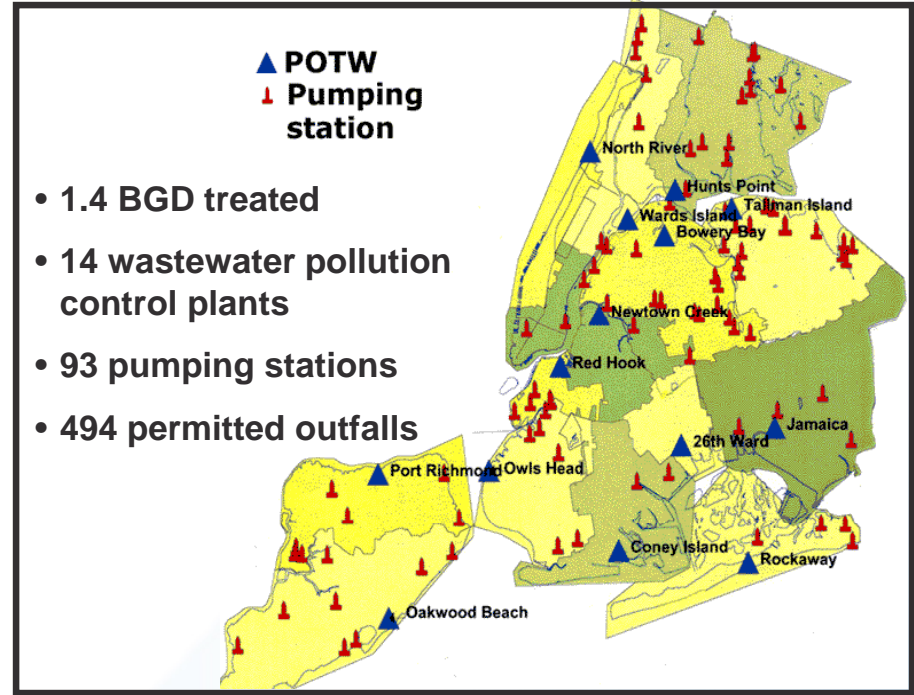 POTW
Pumping
station
• 1.4 BGD treated
• 14 wastewater pollution
control plants
• 93 pumping stations
• 494 permitted outfalls
North River
Hunts Point
Tallman Island
Wards Island
Bowery Bay
Newtown Creek
Red Hook
Jamaica
26th Ward
Port Richmond
Owls Head
Coney Island
Rockaway
Oakwood Beach